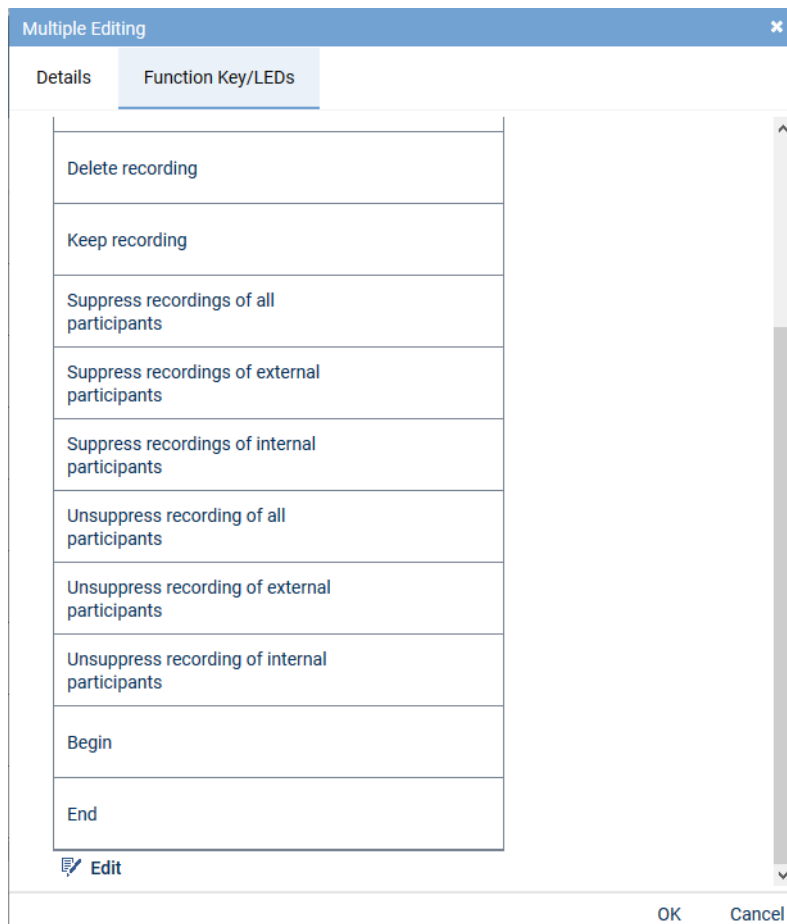 Multiple Editing
Details
Function Key/LEDs
Delete recording
Keep recording
Suppress recordings of all
participants
Suppress recordings of external
participants
Suppress recordings of internal
participants
Unsuppress recording of all
participants
Unsuppress recording of external
participants
Unsuppress recording of internal
participants
Begin
End
Edit
OK
Cancel